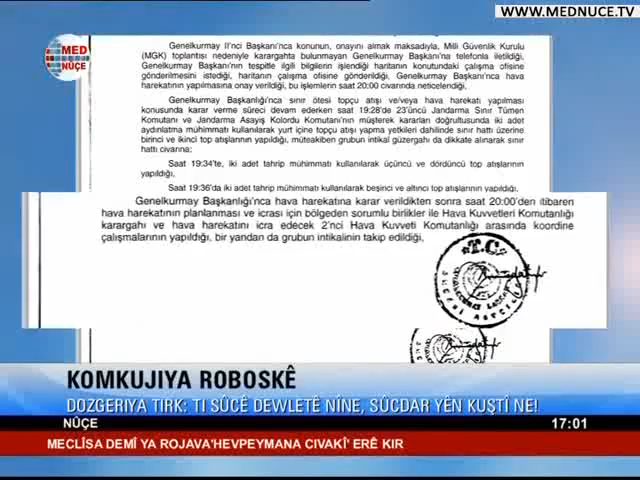 WWW.MEDNUCE.TV
MED
NÛÇE
Genelkurmay II'nci Başkanı'nca konunun, onayını almak maksadıyla, Milli Güvenlik Kurulu
(MGK) toplantısı nedeniyle karargahta bulunmayan Genelkurmay Başkanı'na telefonla iletildiği,
Genelkurmay Başkanı'nın tespitle ilgili bilgilerin işlendiği haritanın konutundaki çalışma ofisine
gönderilmesini istediği, haritanın çalışma ofisine gönderildiği, Genelkurmay Başkanı'nca hava
harekatının yapılmasına onay verildiği, bu işlemlerin saat 20:00 civarında neticelendiği.
Genelkurmay Başkanlığı'nca sınır ötesi topçu atışı ve/veya hava harekatı yapılması
konusunda karar verme süreci devam ederken saat 19:28'de 23'üncü Jandarma Sınır Tümen
Komutanı ve Jandarma Asayiş Kolordu Komutanı'nın müşterek kararları doğrultusunda iki adet
aydınlatma mühimmatı kullanılarak yurt içine topçu atışı yapma yetkileri dahilinde sınır hattı üzerine
birinci ve ikinci top atışlarının yapıldığı, müteakiben grubun intikal güzergahı da dikkate alınarak sınır
hattı civarına;
Saat 19:34'te, iki adet tahrip mühimmatı kullanılarak üçüncü ve dördüncü top atışlarının
yapıldığı,
Saat 19:36'da iki adet tahrip mühimmatı kullanılarak beşinci ve altıncı top atışlarının yapıldığı,
Genelkurmay Başkanlığı'nca hava harekatına karar verildikten sonra saat 20:00'den itibaren
hava harekatının planlanması ve icrası için bölgeden sorumlu birlikler ile Hava Kuvvetleri Komutanlığı
karargahı ve hava harekatını icra edecek 2'nci Hava Kuvveti Komutanlığı arasında koordine
çalışmalarının yapıldığı, bir yandan da grubun intikalinin takip edildiği,
T.C.
KOMKUJIYA ROBOSKÊ
DOZGERIYA TIRK: TI SÛCÊ DEWLETÊ NÎNE, SÛCDAR YÊN KUŞTÎ NE!
NÛÇE 17:01
MECLÎSA DEMÎ YA ROJAVA'HEVPEYMANA CIVAKÎ' ERÊ KIR